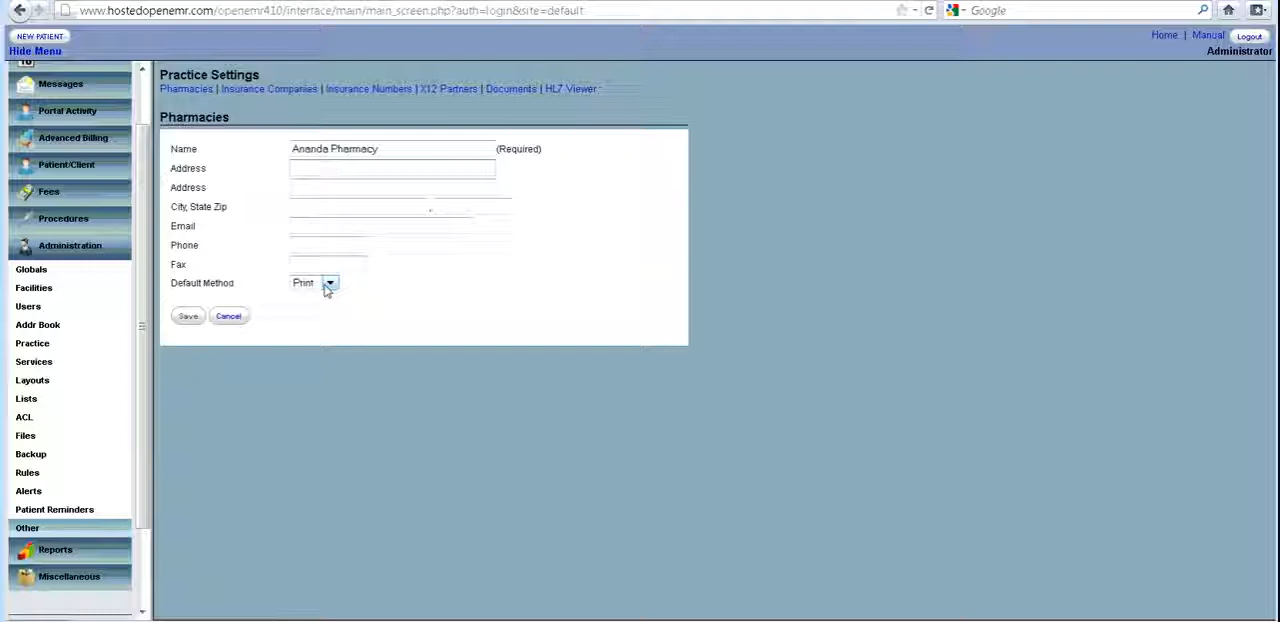 www.hostedopenemr.com/openemr410/interface/main/main_screen.php?auth=login&site=default
Google
NEW PATIENT
Home | Manual Logout
Hide Menu
Administrator
Messages
Portal Activity
Advanced Billing
Patient/Client
Fees
Procedures
Administration
Globals
Facilities
Users
Addr Book
Practice
Services
Layouts
Lists
ACL
Files
Backup
Rules
Alerts
Patient Reminders
Other
Reports
Miscellaneous
Practice Settings
Pharmacies | Insurance Companies | Insurance Numbers | X12 Partners | Documents | HL7 Viewer
Pharmacies
Name Ananda Pharmacy (Required)
Address
Address
City, State Zip
Email
Phone
Fax
Default Method Print
Save Cancel